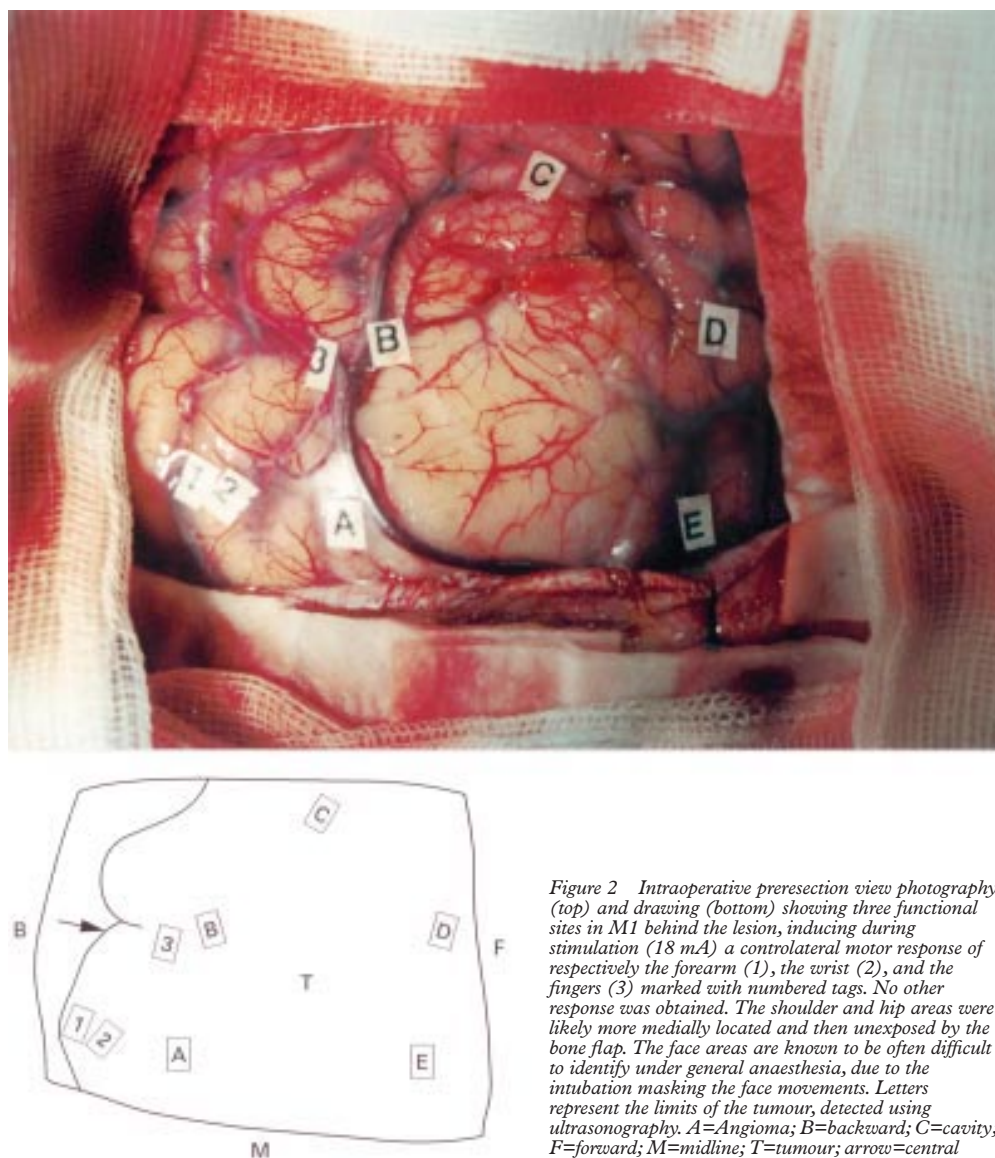 C
B
3
D
1 2
A
E
C
B
3
B
D
F
T
1
2
A
E
M
Figure 2 Intraoperative preresection view photography
(top) and drawing (bottom) showing three functional
sites in M1 behind the lesion, inducing during
stimulation (18 mA) a controlateral motor response of
respectively the forearm (1), the wrist (2), and the
fingers (3) marked with numbered tags. No other
response was obtained. The shoulder and hip areas were
likely more medially located and then unexposed by the
bone flap. The face areas are known to be often difficult
to identify under general anaesthesia, due to the
intubation masking the face movements. Letters
represent the limits of the tumour, detected using
ultrasonography. A=Angioma; B=backward; C=cavity,
F=forward; M=midline; T=tumour; arrow=central